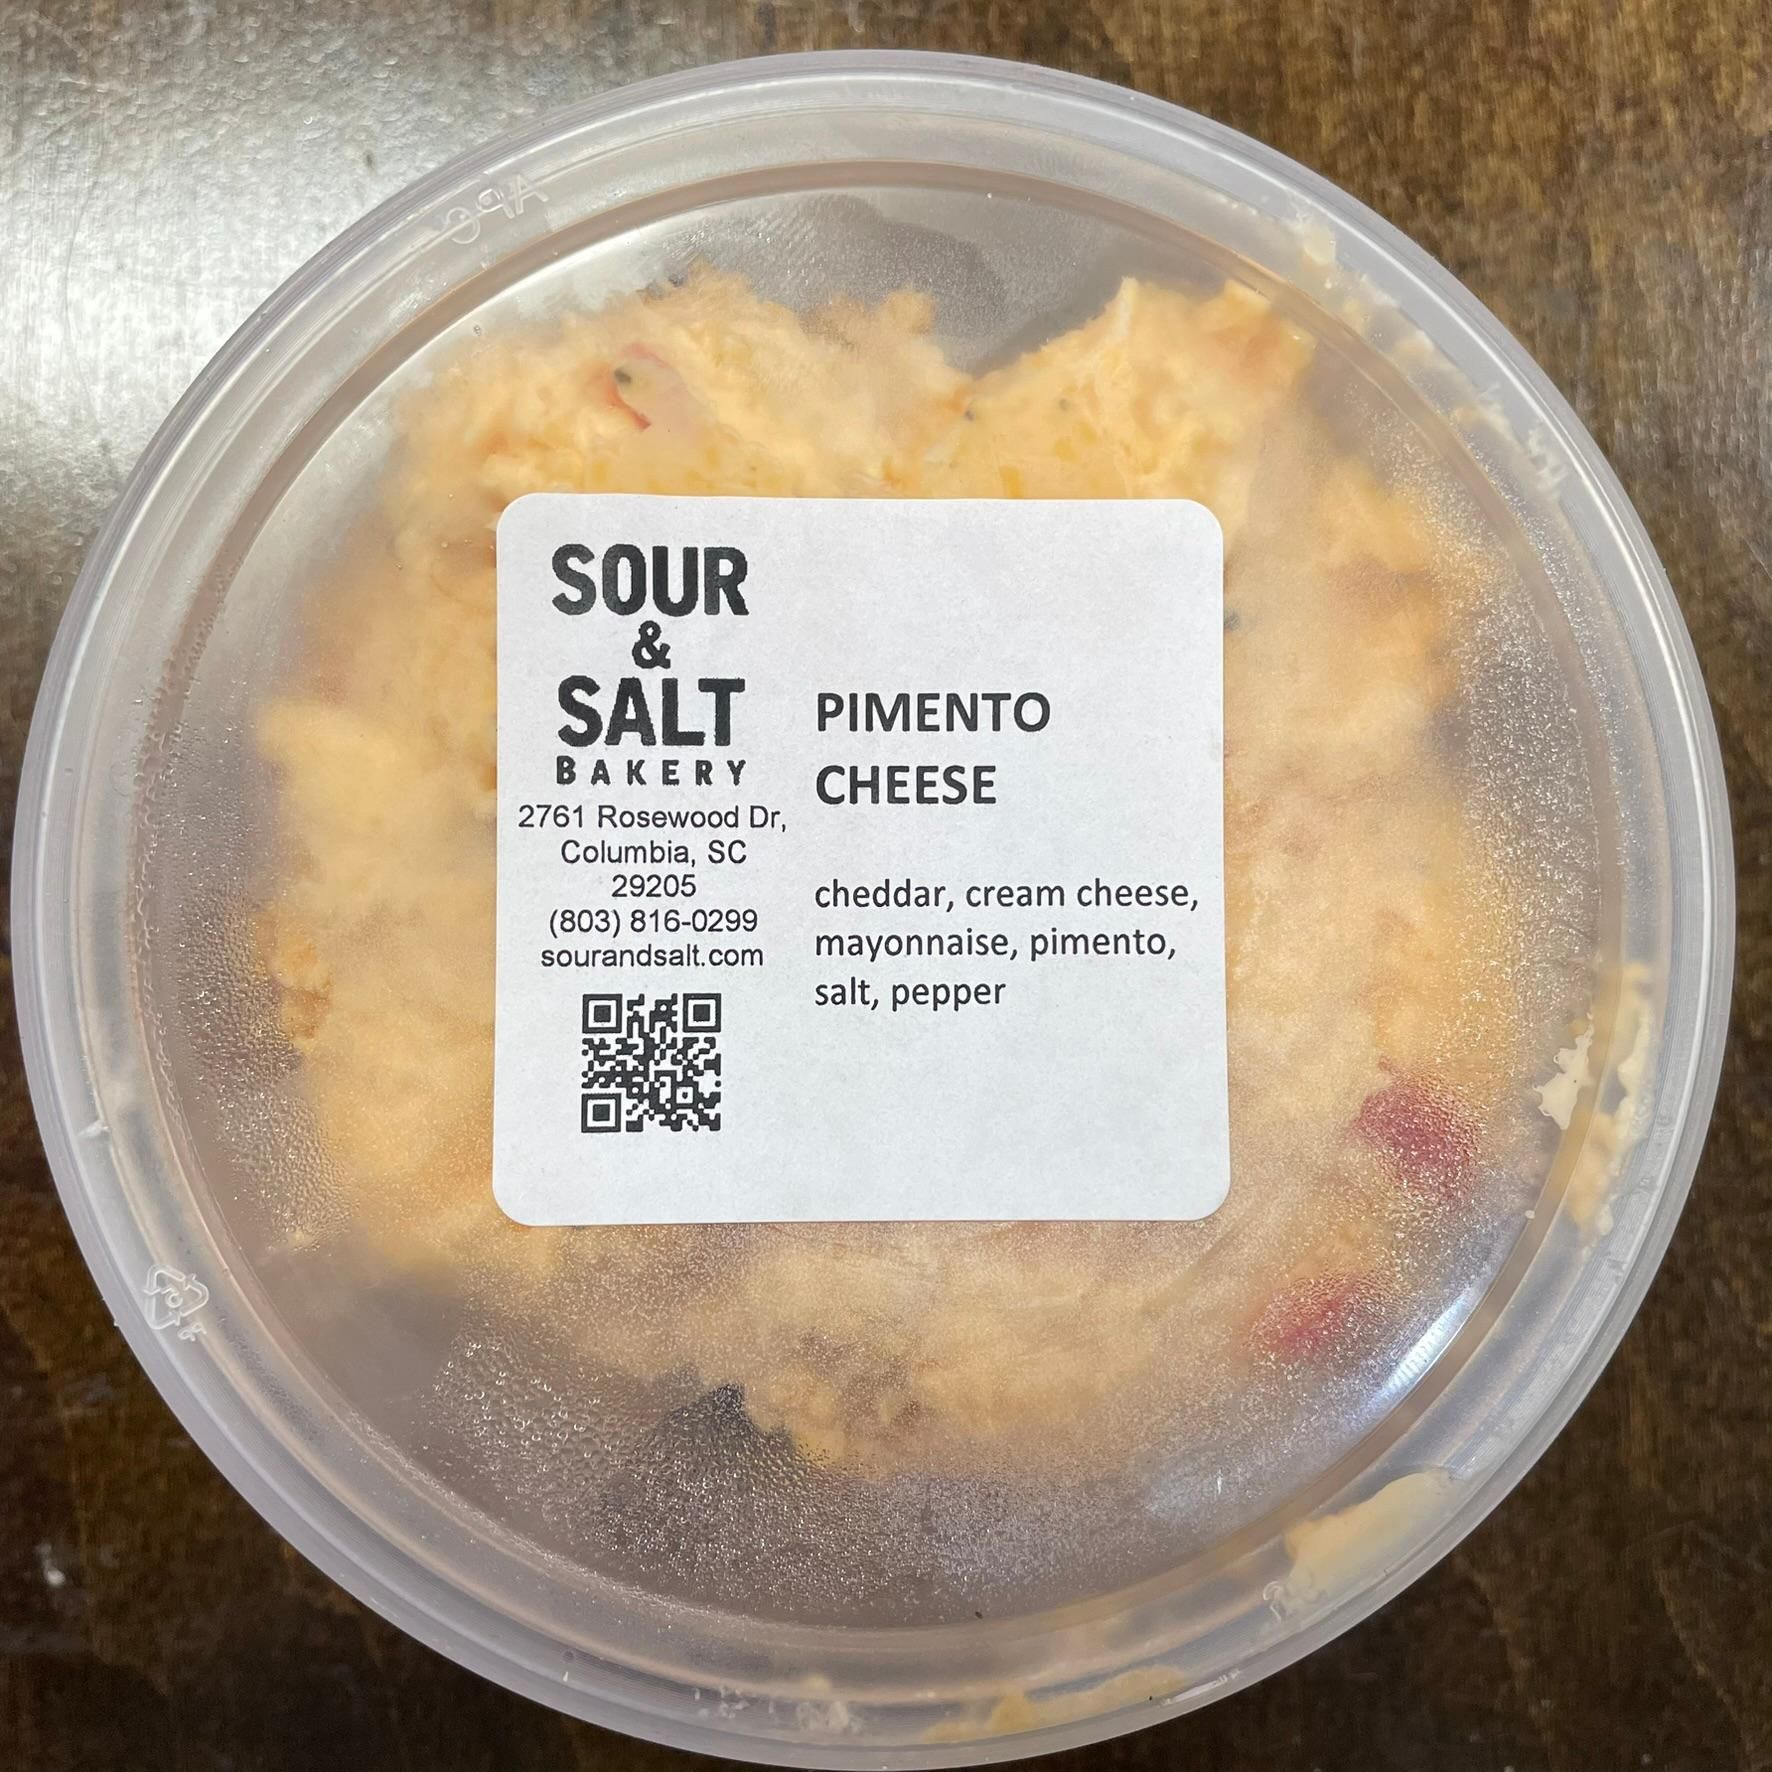 SOUR
&
SALT
BAKERY
2761 Rosewood Dr,
Columbia, SC
29205
(803) 816-0299
sourandsalt.com
PIMENTO
CHEESE
cheddar, cream cheese,
mayonnaise, pimento,
salt, pepper